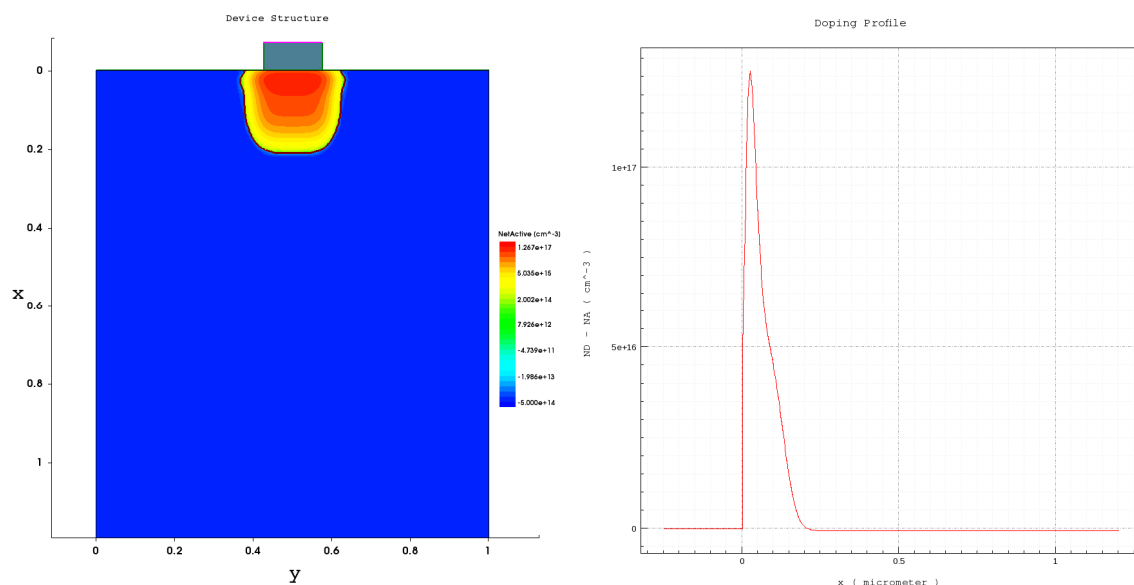 Device Structure
0
0.2
0.4
x
0.6
0.8
1
0
0.2
0.4
0.6
0.8
1
y
NetActive (cm^-3)
1.267e+17
5.035e+15
2.002e+14
7.926e+12
-4.739e+11
-1.986e+13
-5.000e+14
Doping Profile
ND - NA ( cm^-3 )
1e+17
5e+16
0
0
0.5
1
x ( micrometer )